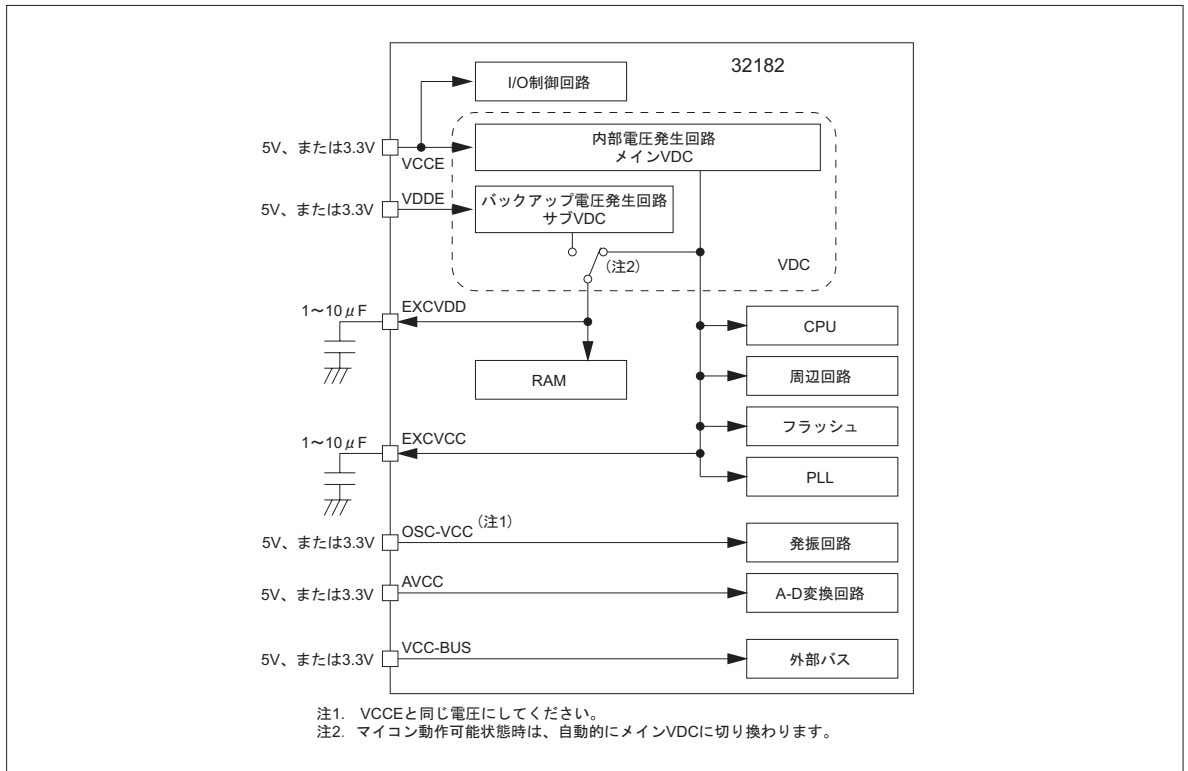 32182
I/O制御回路
内部電圧発生回路
メインVDC
5V、または3.3V
VCCE
VDDE
5V、または3.3V
バックアップ電圧発生回路
サブVDC
(注2)
VDC
1～10μF
EXCVDD
CPU
RAM
周辺回路
フラッシュ
1～10μF
EXCVCC
PLL
5V、または3.3V
OSC-VCC (注1)
発振回路
5V、または3.3V
AVCC
A-D変換回路
5V、または3.3V
VCC-BUS
外部バス
注1. VCCEと同じ電圧にしてください。
注2. マイコン動作可能状態時は、自動的にメインVDCに切り換わります。